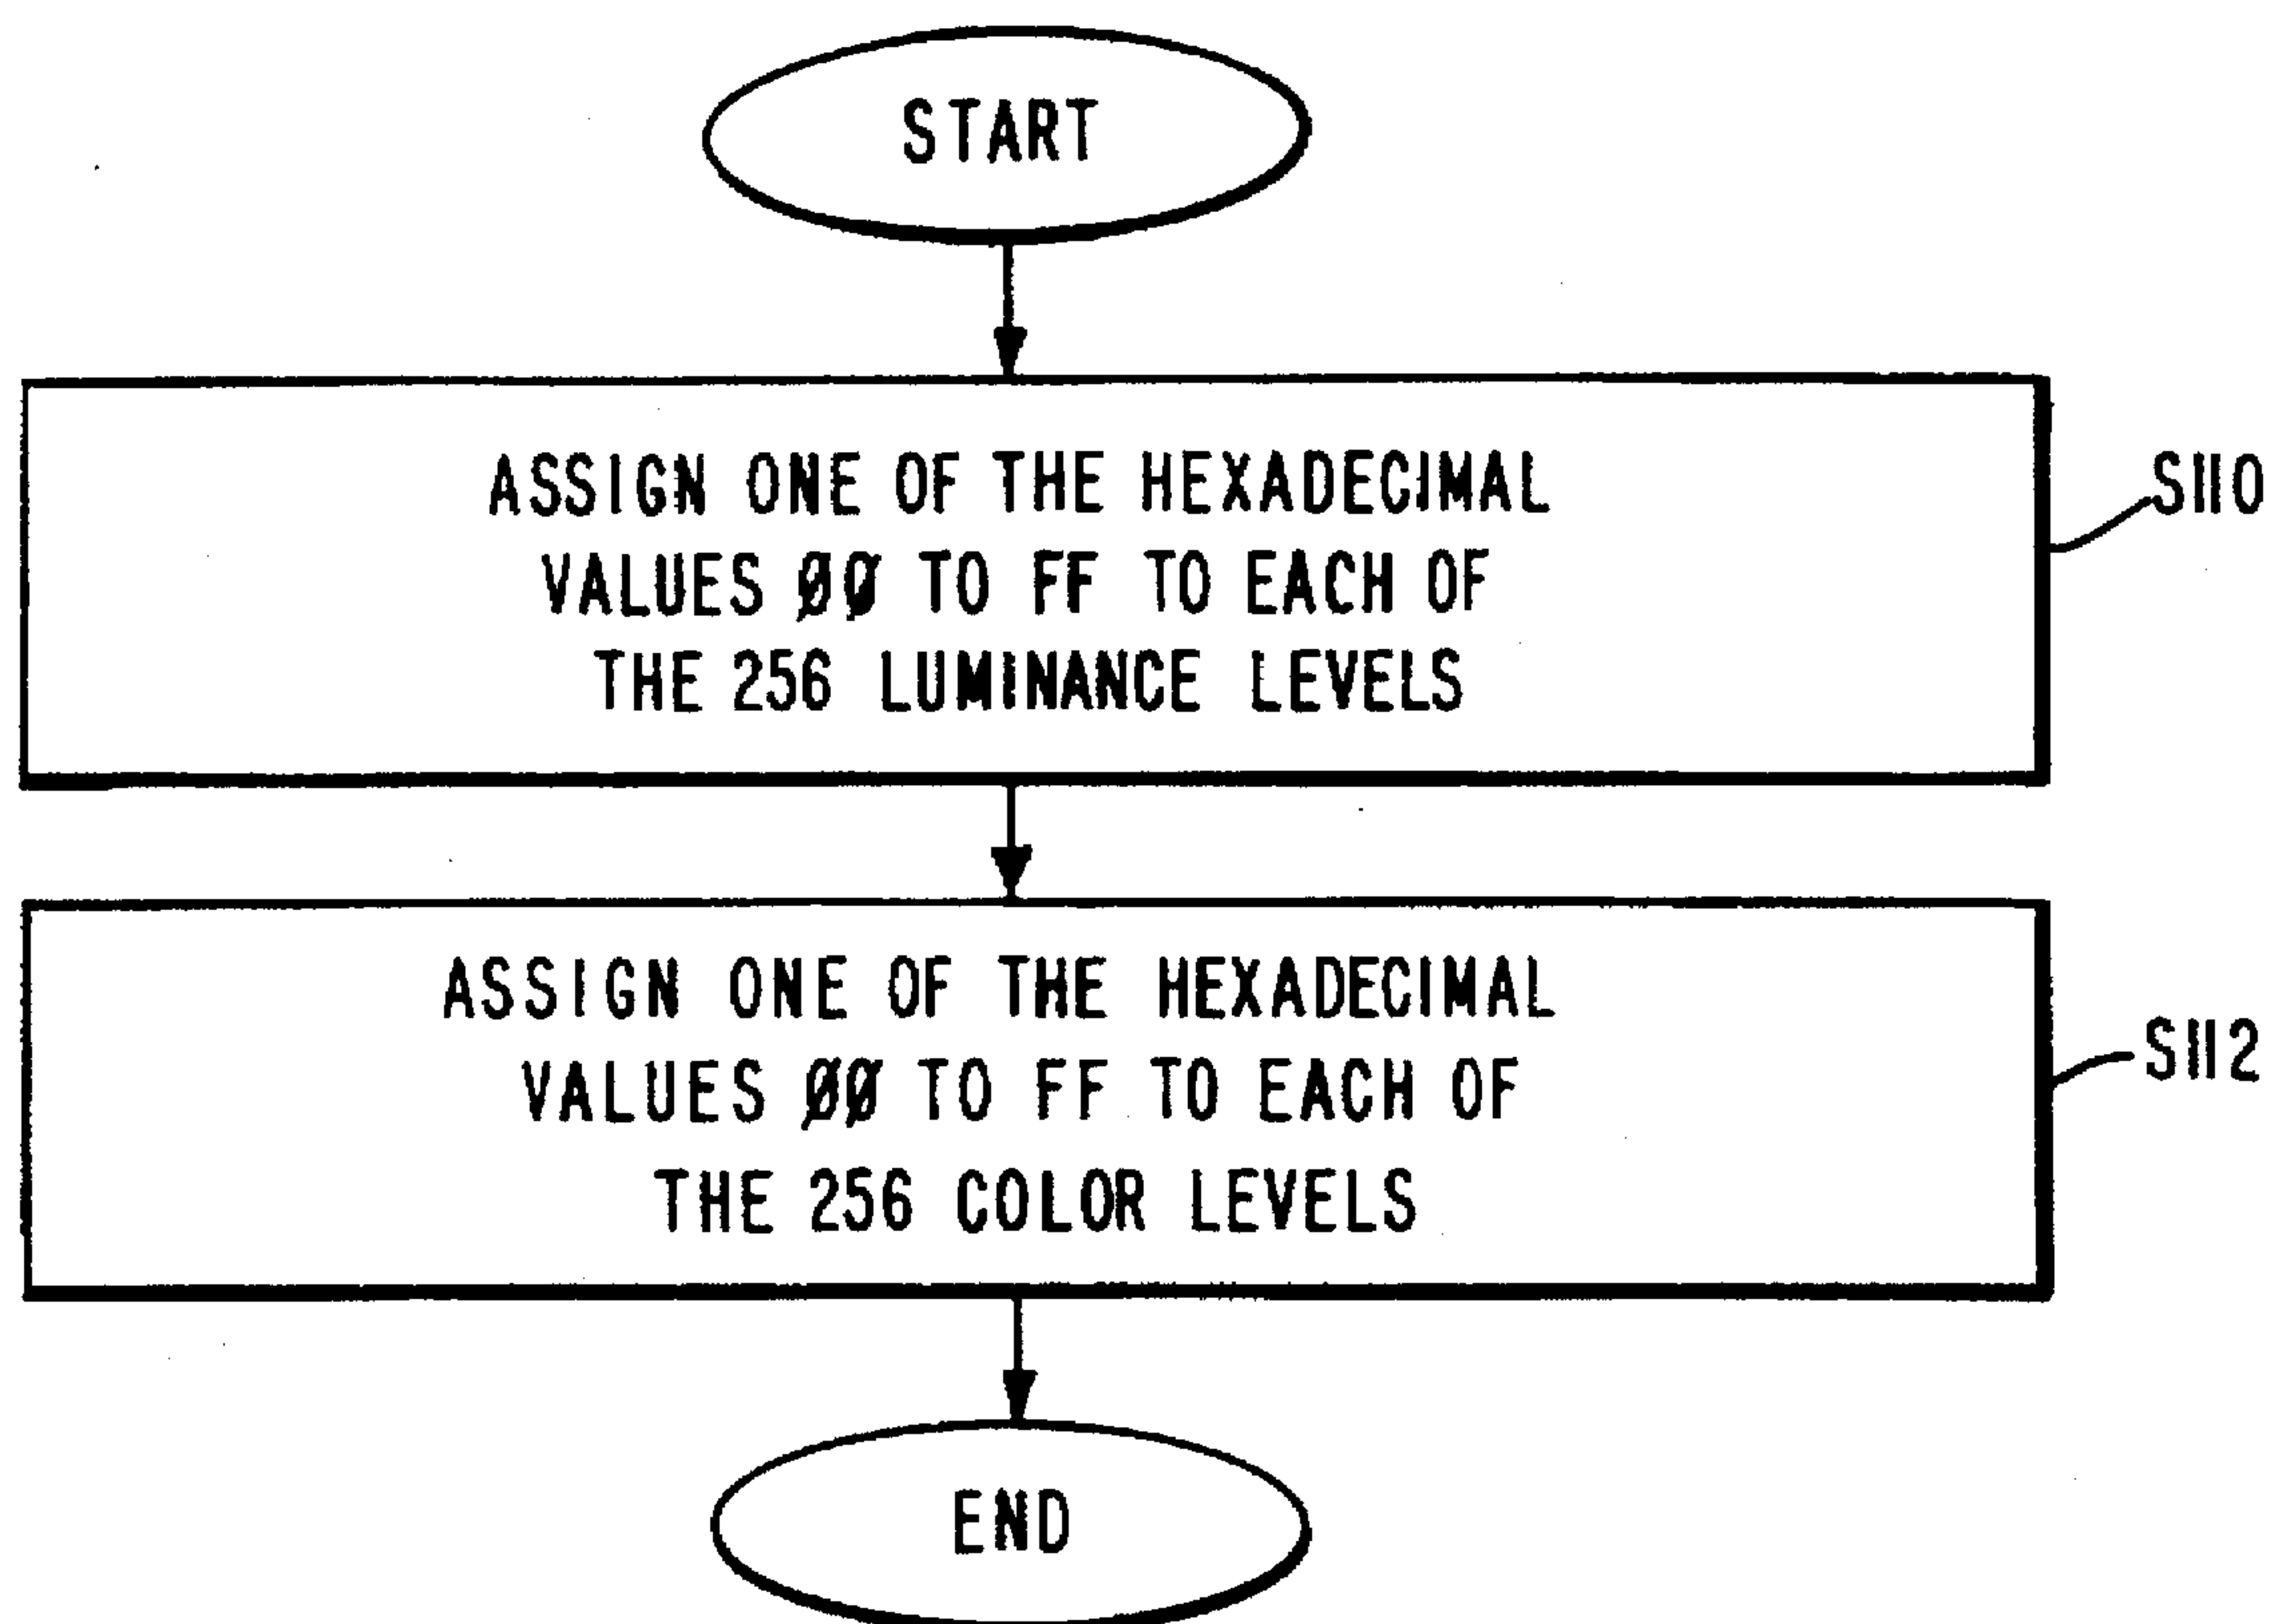 START
ASSIGN ONE OF THE HEXADECIMAL
VALUES ØØ TO FF TO EACH OF
THE 256 LUMINANCE LEVELS
S110
ASSIGN ONE OF THE HEXADECIMAL
VALUES ØØ TO FF TO EACH OF
THE 256 COLOR LEVELS
S112
END